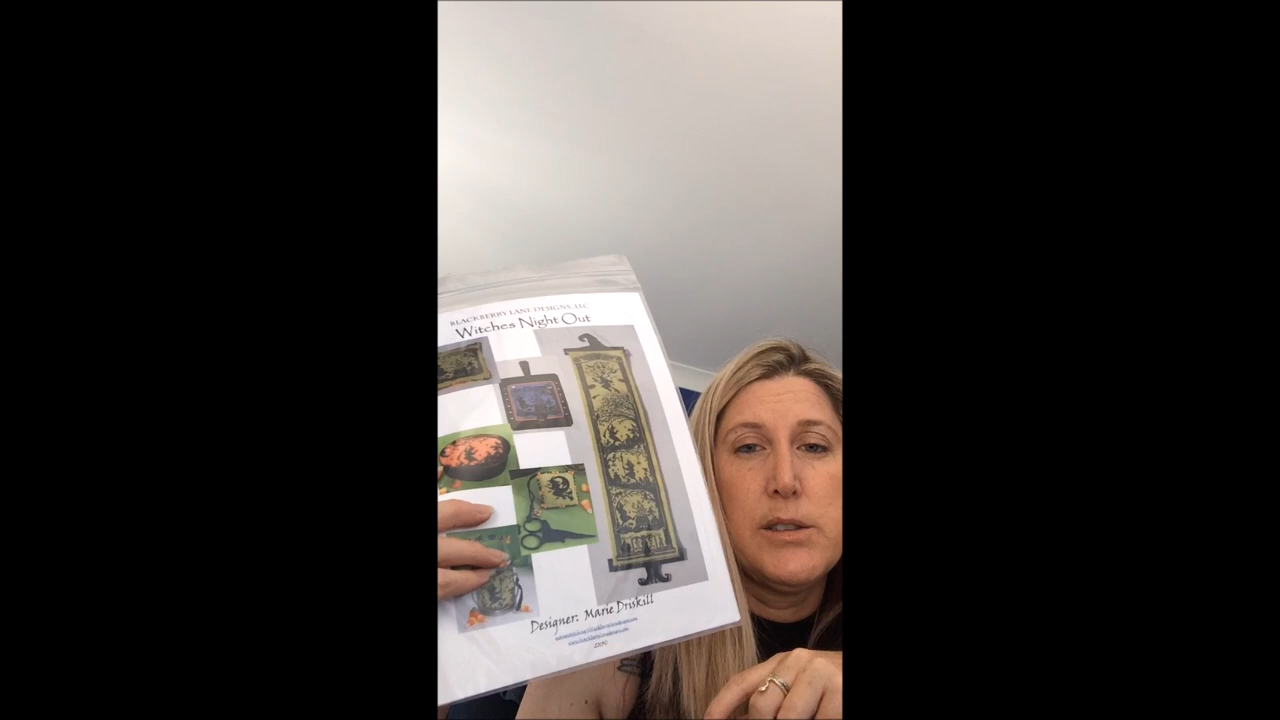 BLACKBERRY LANE DESIGNS, LLC
Witches Night Out
Designer: Marie Driskill